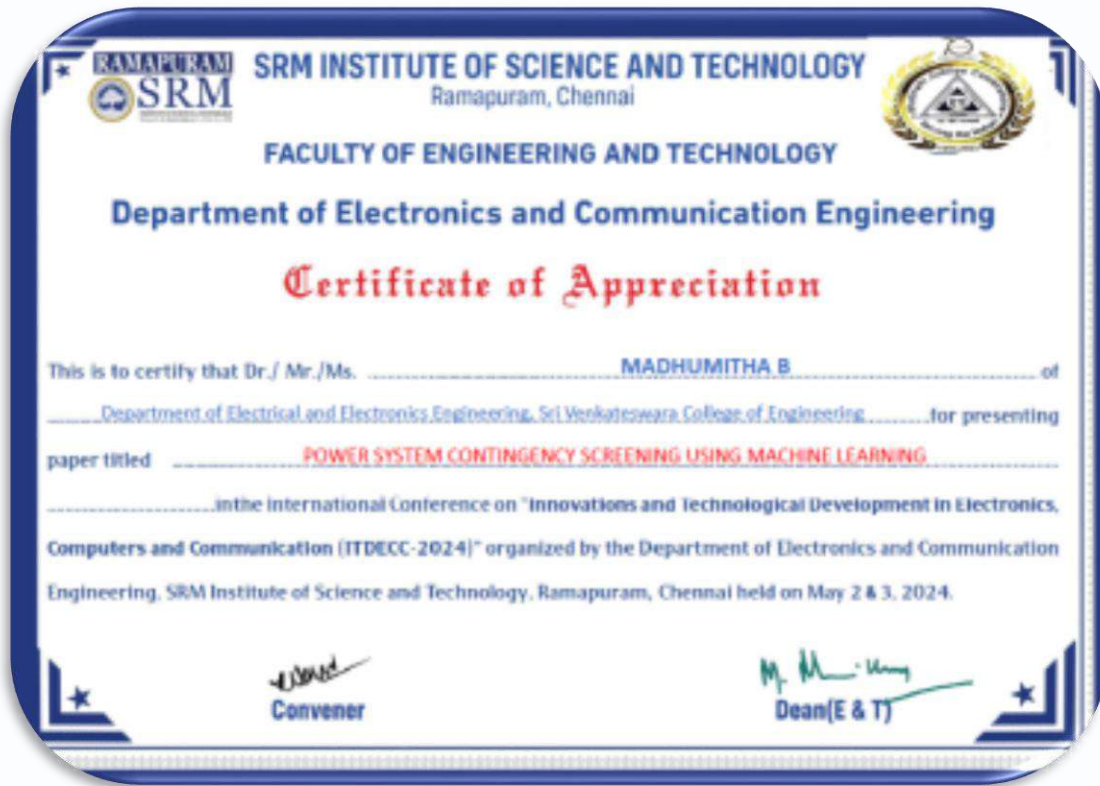 RAMAPURAM
SRM
SRM INSTITUTE OF SCIENCE AND TECHNOLOGY
Ramapuram, Chennai
FACULTY OF ENGINEERING AND TECHNOLOGY
Department of Electronics and Communication Engineering
Certificate of Appreciation
This is to certify that Dr./ Mr./Ms. MADHUMITHA B of
Department of Electrical and Electronics Engineering, Sri Venkateswara College of Engineering for presenting
paper titled POWER SYSTEM CONTINGENCY SCREENING USING MACHINE LEARNING
inthe International Conference on "Innovations and Technological Development in Electronics,
Computers and Communication (ITDECC-2024)" organized by the Department of Electronics and Communication
Engineering, SRM Institute of Science and Technology, Ramapuram, Chennai held on May 2 & 3, 2024.
Convener
Dean(E & T)